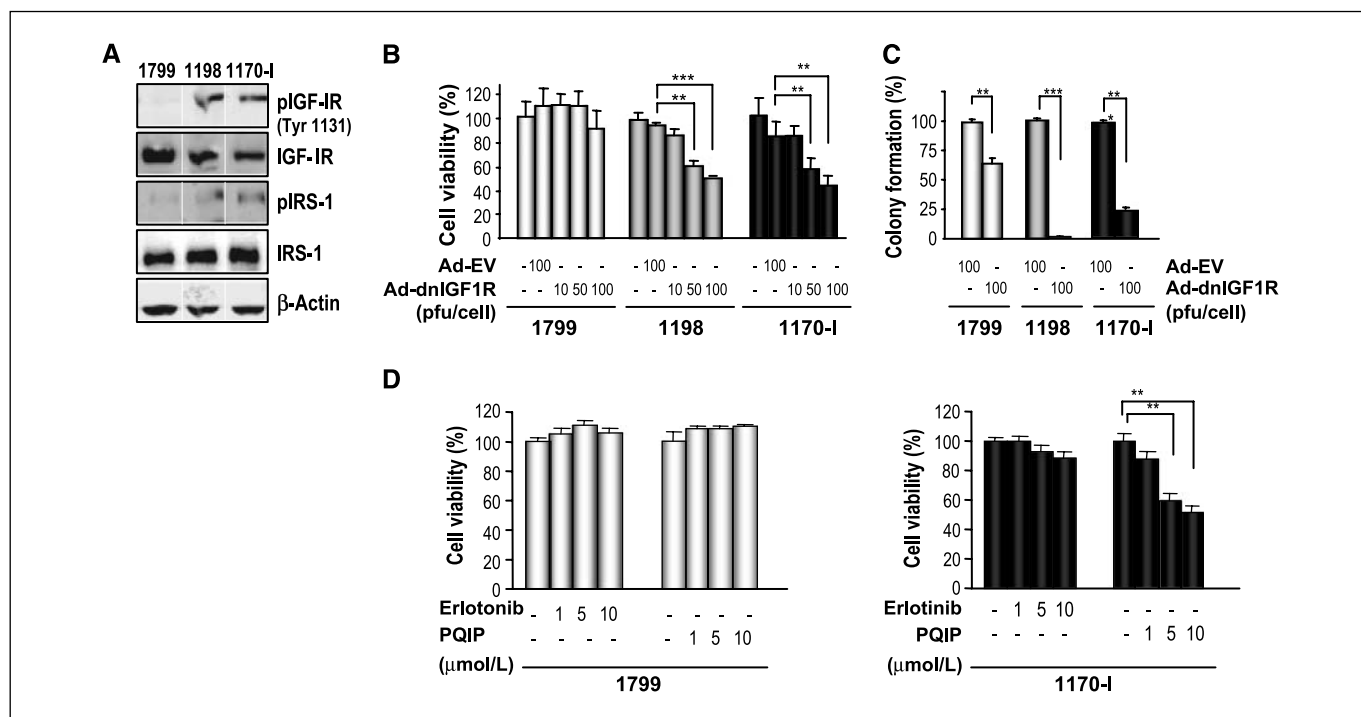 A
1799 1198 1170-I
pIGF-IR
(Tyr 1131)
IGF-IR
pIRS-1
IRS-1
β-Actin
B
Cell viability (%)
120
100
80
60
40
20
0
***
**
**
**
Ad-EV - 100 - - - - 100 - - - - 100 - - -
Ad-dnIGF1R - - 10 50 100 - - 10 50 100 - - 10 50 100
(pfu/cell)
1799 1198 1170-I
C
Colony formation (%)
100
75
50
25
0
** *** **
*
100 - 100 - 100 - Ad-EV
- 100 - 100 - 100 Ad-dnIGF1R
1799 1198 1170-I (pfu/cell)
D
Cell viability (%)
120
100
80
60
40
20
0
Erlotonib - 1 5 10 - - - -
PQIP - - - - - 1 5 10
(μmol/L)
1799
Cell viability (%)
120
100
80
60
40
20
0
**
**
Erlotinib - 1 5 10 - - - -
PQIP - - - - - 1 5 10
1170-I